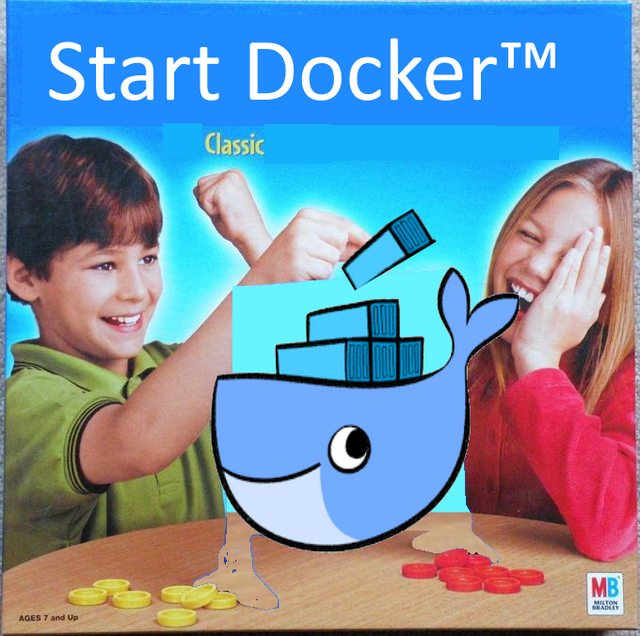 Start Docker™
Classic
AGES 7 and Up
MB
MILTON
BRADLEY